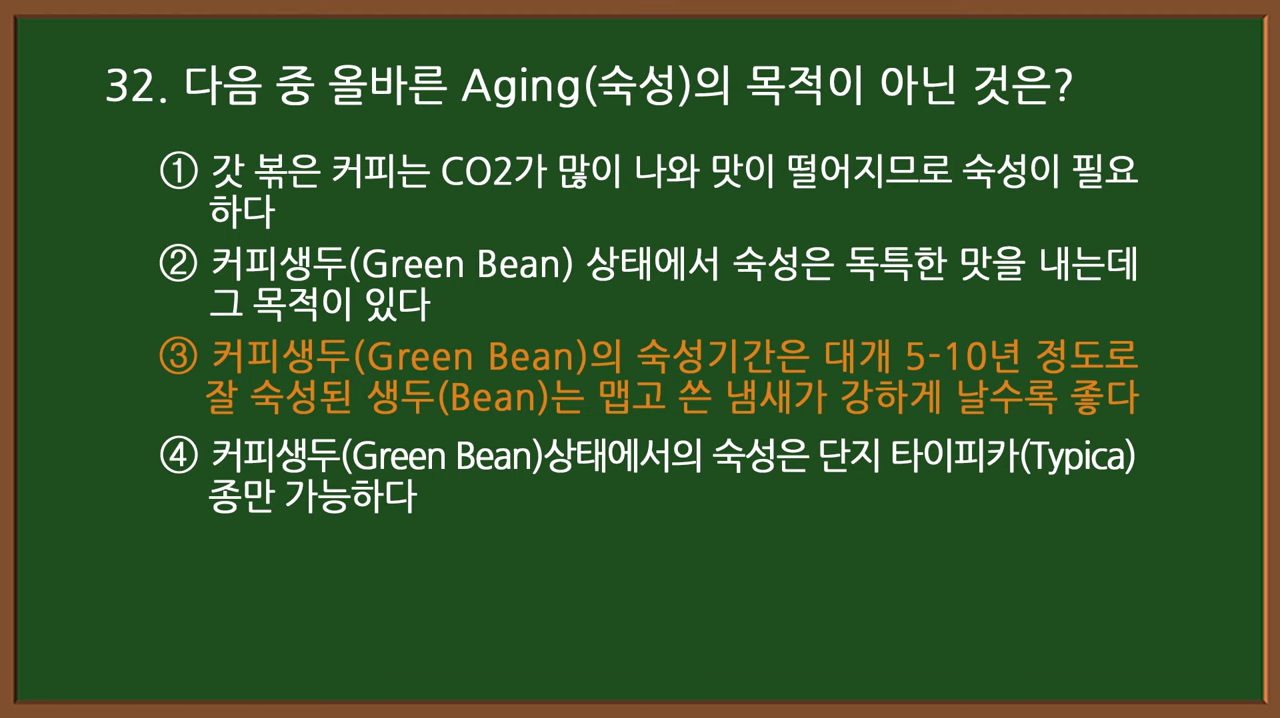 32. 다음 중 올바른 Aging(숙성)의 목적이 아닌 것은?
① 갓 볶은 커피는 CO2가 많이 나와 맛이 떨어지므로 숙성이 필요
하다
② 커피생두(Green Bean) 상태에서 숙성은 독특한 맛을 내는데
그 목적이 있다
③ 커피생두(Green Bean)의 숙성기간은 대개 5-10년 정도로
잘 숙성된 생두(Bean)는 맵고 쓴 냄새가 강하게 날수록 좋다
④ 커피생두(Green Bean)상태에서의 숙성은 단지 타이피카(Typica)
종만 가능하다